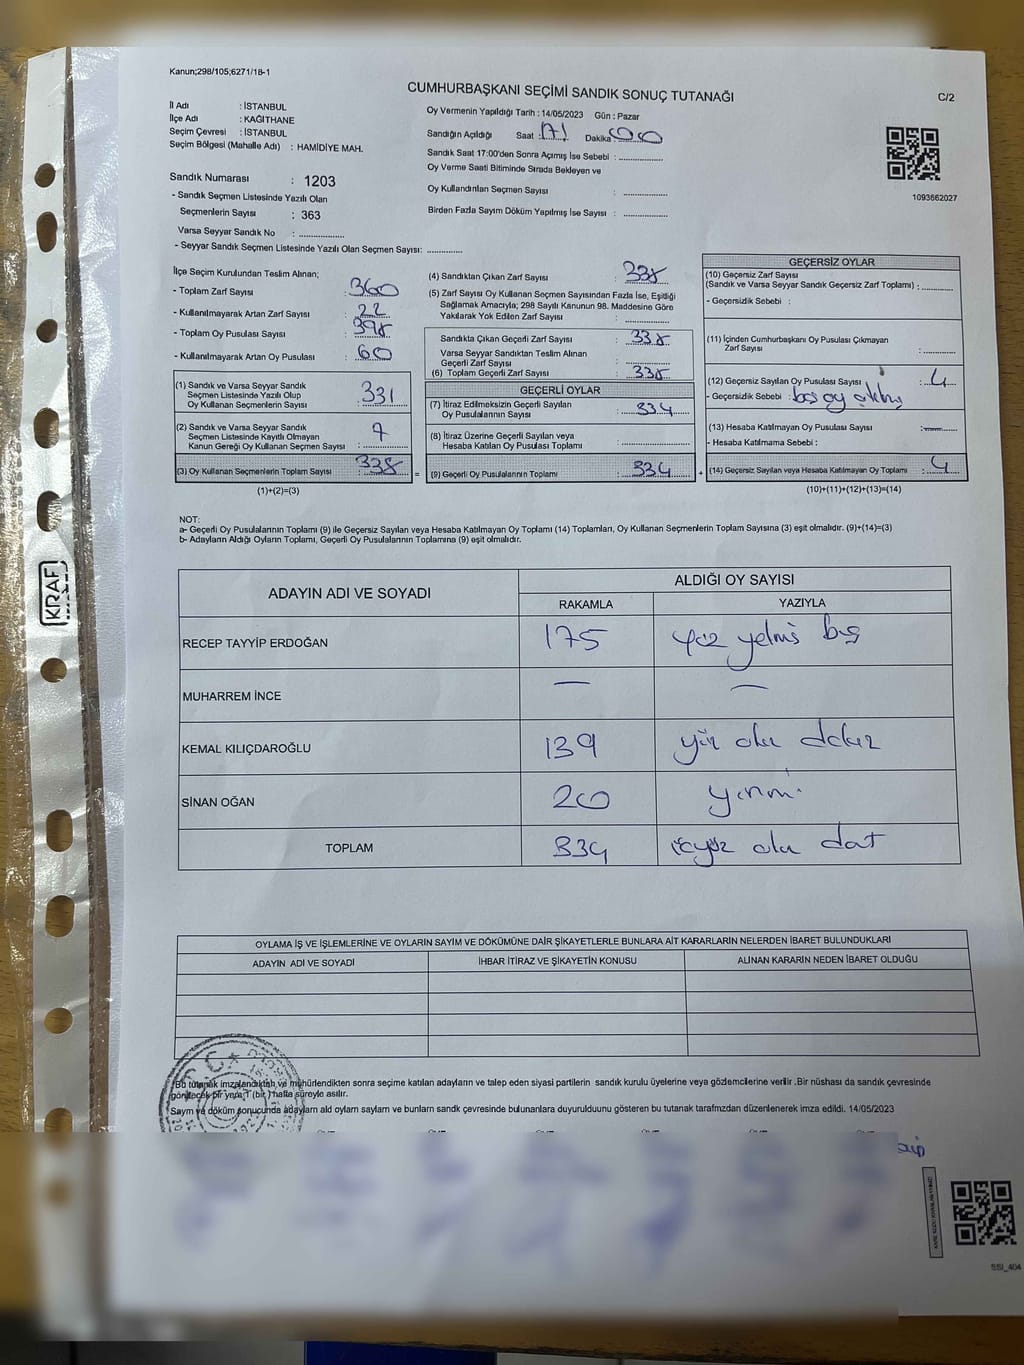 Kanun;298/105;6271/18-1
CUMHURBAŞKANI SEÇİMİ SANDIK SONUÇ TUTANAĞI
C/2
İl Adı : İSTANBUL
İlçe Adı : KAĞITHANE
Seçim Çevresi : İSTANBUL
Seçim Bölgesi (Mahalle Adı) : HAMİDİYE MAH.
Oy Vermenin Yapıldığı Tarih : 14/05/2023 Gün : Pazar
Sandığın Açıldığı Saat : 17! Dakika : 00
Sandık Saat 17:00'den Sonra Açımış İse Sebebi : ..............
Oy Verme Saati Bitiminde Sırada Bekleyen ve
Oy Kullandırılan Seçmen Sayısı : ..............
Birden Fazla Sayım Döküm Yapılmış İse Sayısı : ..............
1093662027
Sandık Numarası : 1203
- Sandık Seçmen Listesinde Yazılı Olan
Seçmenlerin Sayısı : 363
Varsa Seyyar Sandık No : ..............
- Seyyar Sandık Seçmen Listesinde Yazılı Olan Seçmen Sayısı: ...........
İlçe Seçim Kurulundan Teslim Alınan;
- Toplam Zarf Sayısı : 360
- Kullanılmayarak Artan Zarf Sayısı : 22
- Toplam Oy Pusulası Sayısı : 398
- Kullanılmayarak Artan Oy Pusulası : 60
(1) Sandık ve Varsa Seyyar Sandık
Seçmen Listesinde Yazılı Olup
Oy Kullanan Seçmenlerin Sayısı : 331
(2) Sandık ve Varsa Seyyar Sandık
Seçmen Listesinde Kayıtlı Olmayan
Kanun Gereği Oy Kullanan Seçmen Sayısı : 7
(3) Oy Kullanan Seçmenlerin Toplam Sayısı : 338
(1)+(2)=(3)
(4) Sandıktan Çıkan Zarf Sayısı : 338
(5) Zarf Sayısı Oy Kullanan Seçmen Sayısından Fazla İse, Eşitliği
Sağlamak Amacıyla; 298 Sayılı Kanunun 98. Maddesine Göre
Yakılarak Yok Edilen Zarf Sayısı : ..............
Sandıkta Çıkan Geçerli Zarf Sayısı : 338
Varsa Seyyar Sandıktan Teslim Alınan
Geçerli Zarf Sayısı : ..............
(6) Toplam Geçerli Zarf Sayısı : 338
GEÇERLİ OYLAR
(7) İtiraz Edilmeksizin Geçerli Sayılan
Oy Pusulalarının Sayısı : 334
(8) İtiraz Üzerine Geçerli Sayılan veya
Hesaba Katılan Oy Pusulası Toplamı : ..............
= (9) Geçerli Oy Pusulalarının Toplamı : 334
GEÇERSİZ OYLAR
(10) Geçersiz Zarf Sayısı
(Sandık ve Varsa Seyyar Sandık Geçersiz Zarf Toplamı) : ........
- Geçersizlik Sebebi :
(11) İçinden Cumhurbaşkanı Oy Pusulası Çıkmayan
Zarf Sayısı : ........
(12) Geçersiz Sayılan Oy Pusulası Sayısı : 4
- Geçersizlik Sebebi : boş oy
(13) Hesaba Katılmayan Oy Pusulası Sayısı : —
- Hesaba Katılmama Sebebi :
+ (14) Geçersiz Sayılan veya Hesaba Katılmayan Oy Toplamı : 4
(10)+(11)+(12)+(13)=(14)
NOT:
a- Geçerli Oy Pusulalarının Toplamı (9) ile Geçersiz Sayılan veya Hesaba Katılmayan Oy Toplamı (14) Toplamları, Oy Kullanan Seçmenlerin Toplam Sayısına (3) eşit olmalıdır. (9)+(14)=(3)
b- Adayların Aldığı Oyların Toplamı, Geçerli Oy Pusulalarının Toplamına (9) eşit olmalıdır.
ADAYIN ADI VE SOYADI
ALDIĞI OY SAYISI
RAKAMLA YAZIYLA
RECEP TAYYİP ERDOĞAN 175 yüz yetmiş beş
MUHARREM İNCE — —
KEMAL KILIÇDAROĞLU 139 yüz otuz dokuz
SİNAN OĞAN 20 yirmi
TOPLAM 334 üçyüz otuz dört
OYLAMA İŞ VE İŞLEMLERİNE VE OYLARIN SAYIM VE DÖKÜMÜNE DAİR ŞİKAYETLERLE BUNLARA AİT KARARLARIN NELERDEN İBARET BULUNDUKLARI
ADAYIN ADI VE SOYADI İHBAR İTİRAZ VE ŞİKAYETİN KONUSU ALINAN KARARIN NEDEN İBARET OLDUĞU
Bu tutanak imzalandıktan ve mühürlendikten sonra seçime katılan adayların ve talep eden siyasi partilerin sandık kurulu üyelerine veya gözlemcilerine verilir .Bir nüshası da sandık çevresinde
görülecek bir yere 1 (bir ) hafta süreyle asılır.
Sayım ve döküm sonucunda adayların ald oyların sayların ve bunların sandk çevresinde bulunanlara duyurulduunu gösteren bu tutanak tarafmzdan düzenlenerek imza edildi. 14/05/2023
KRAF
SSI_404